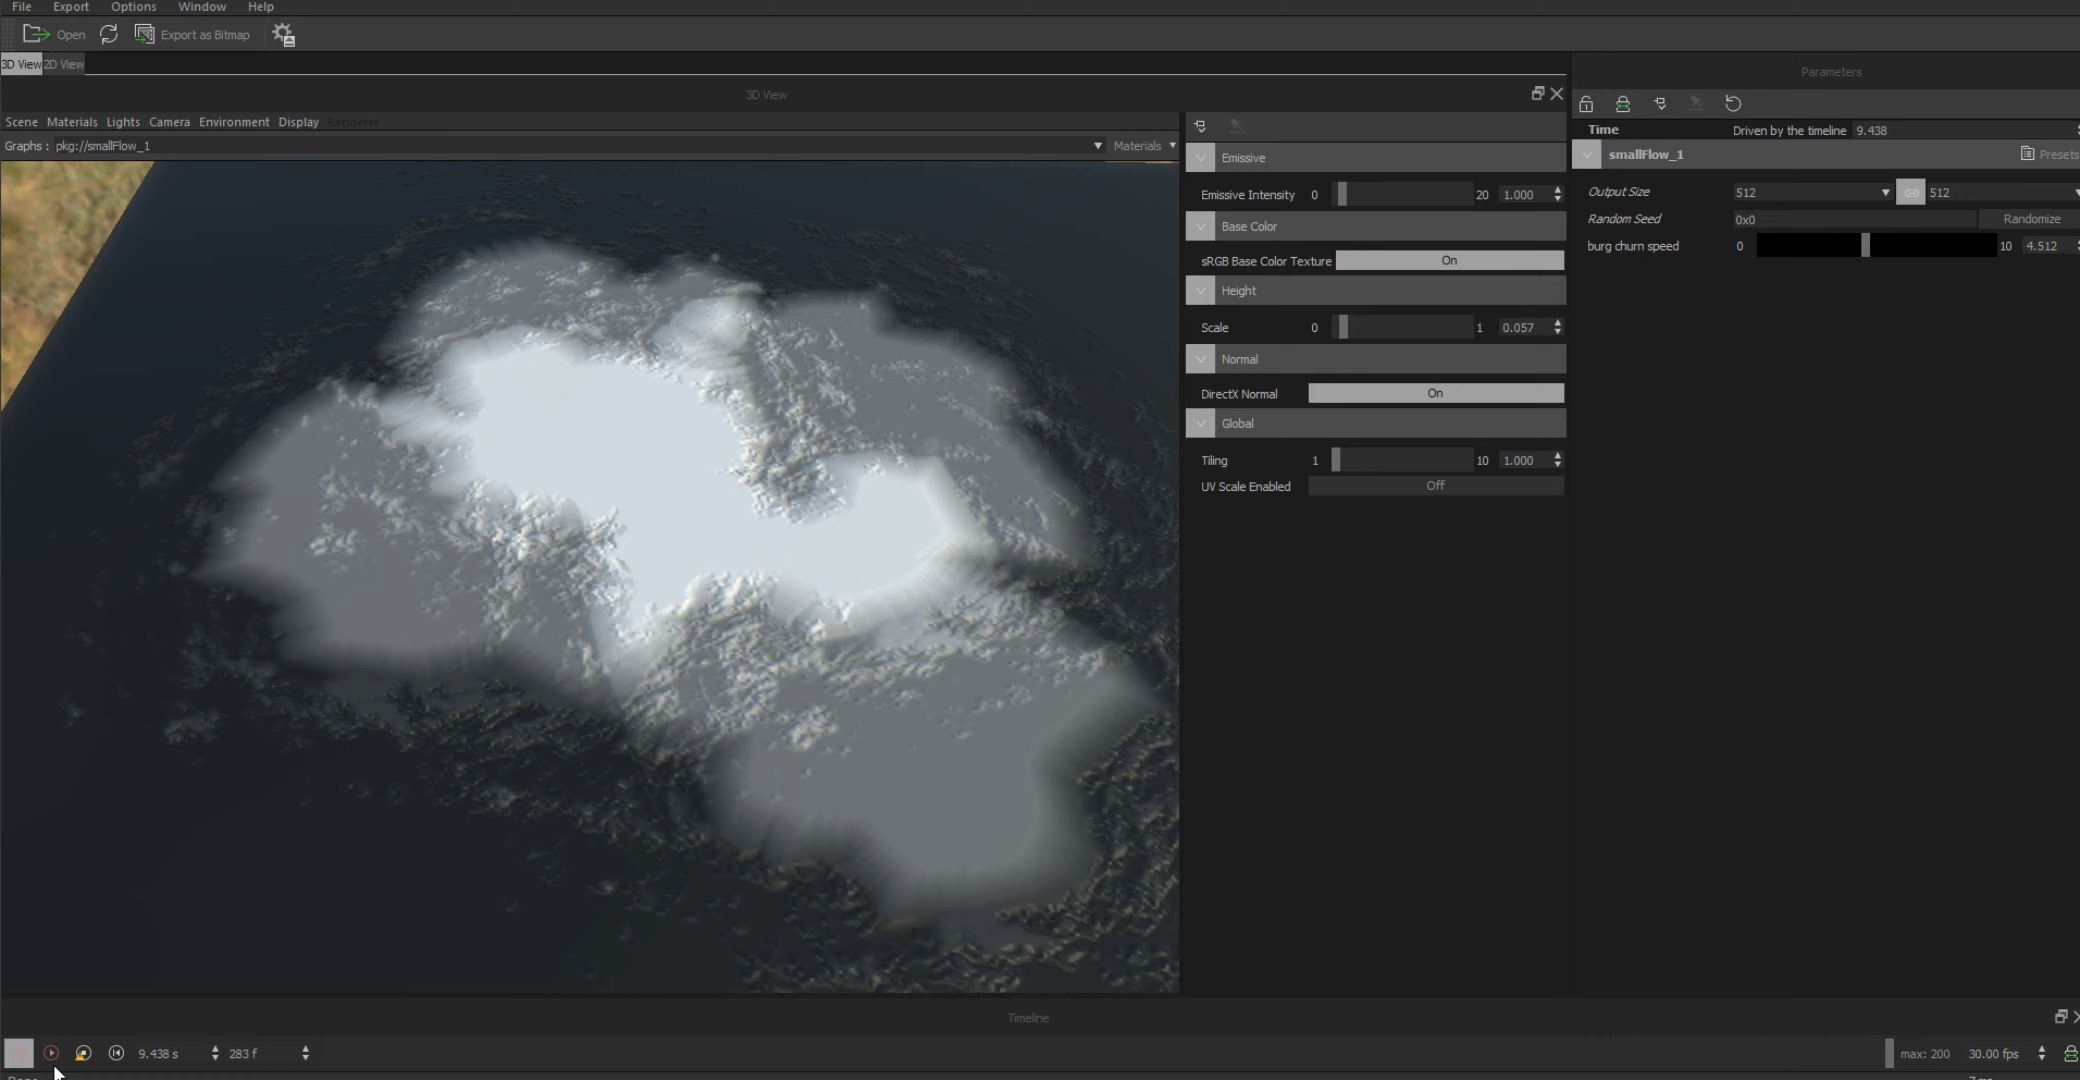 File Export Options Window Help
Open Export as Bitmap
3D View 2D View
Parameters
3D View
Scene Materials Lights Camera Environment Display Renderer
Graphs : pkg://smallFlow_1 Materials
Emissive
Emissive Intensity 0 20 1.000
Base Color
sRGB Base Color Texture On
Height
Scale 0 1 0.057
Normal
DirectX Normal On
Global
Tiling 1 10 1.000
UV Scale Enabled Off
Time Driven by the timeline 9.438
smallFlow_1 Presets
Output Size 512 512
Random Seed 0x0 Randomize
burg churn speed 0 10 4.512
Timeline
9.438 s 283 f max: 200 30.00 fps